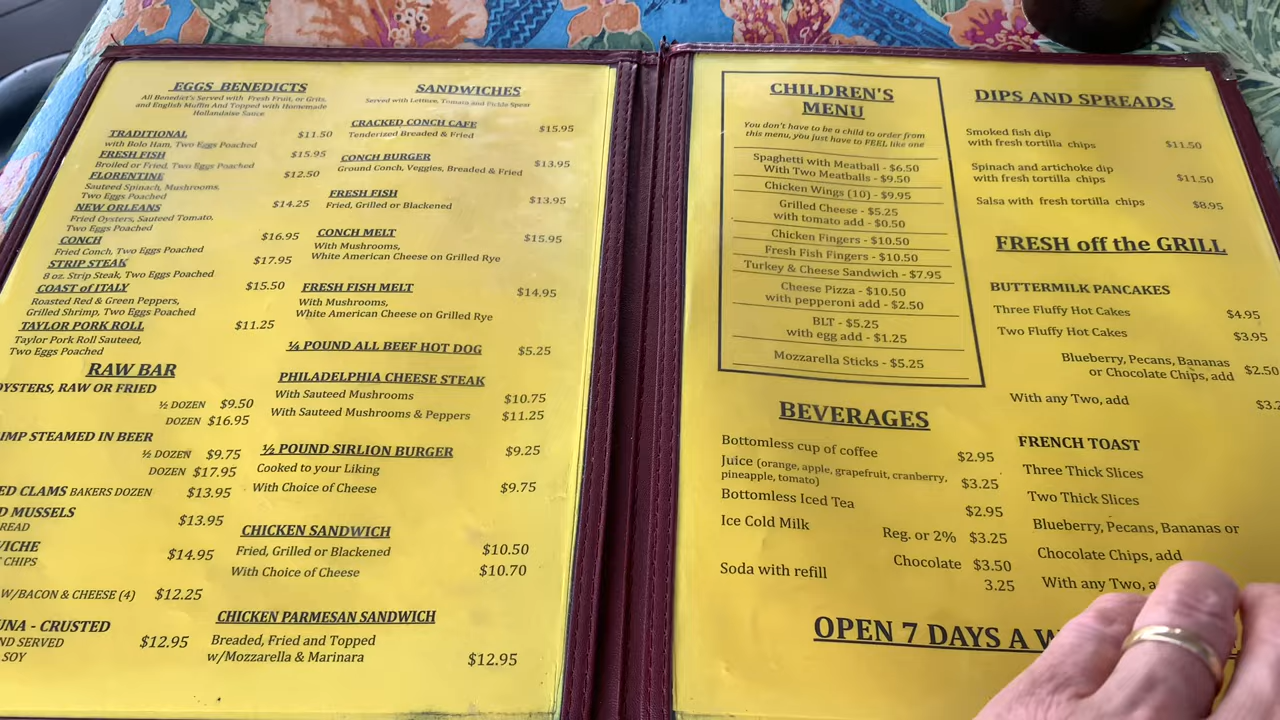 EGGS BENEDICTS
All Benedict's Served with Fresh Fruit, or Grits,
and English Muffin And Topped with Homemade
Hollandaise Sauce
TRADITIONAL $11.50
with Bolo Ham, Two Eggs Poached
FRESH FISH $15.95
Broiled or Fried, Two Eggs Poached
FLORENTINE $12.50
Sauteed Spinach, Mushrooms,
Two Eggs Poached
NEW ORLEANS $14.25
Fried Oysters, Sauteed Tomato,
Two Eggs Poached
CONCH $16.95
Fried Conch, Two Eggs Poached
STRIP STEAK $17.95
8 oz. Strip Steak, Two Eggs Poached
COAST of ITALY $15.50
Roasted Red & Green Peppers,
Grilled Shrimp, Two Eggs Poached
TAYLOR PORK ROLL $11.25
Taylor Pork Roll Sauteed,
Two Eggs Poached
RAW BAR
OYSTERS, RAW OR FRIED
½ DOZEN $9.50
DOZEN $16.95
IMP STEAMED IN BEER
½ DOZEN $9.75
DOZEN $17.95
ED CLAMS BAKERS DOZEN $13.95
D MUSSELS
READ $13.95
VICHE
CHIPS $14.95
W/BACON & CHEESE (4) $12.25
UNA - CRUSTED
ND SERVED $12.95
SOY
SANDWICHES
Served with Lettuce, Tomato and Pickle Spear
CRACKED CONCH CAFE $15.95
Tenderized Breaded & Fried
CONCH BURGER $13.95
Ground Conch, Veggies, Breaded & Fried
FRESH FISH
Fried, Grilled or Blackened $13.95
CONCH MELT $15.95
With Mushrooms,
White American Cheese on Grilled Rye
FRESH FISH MELT $14.95
With Mushrooms,
White American Cheese on Grilled Rye
¼ POUND ALL BEEF HOT DOG $5.25
PHILADELPHIA CHEESE STEAK
With Sauteed Mushrooms $10.75
With Sauteed Mushrooms & Peppers $11.25
½ POUND SIRLION BURGER $9.25
Cooked to your Liking
With Choice of Cheese $9.75
CHICKEN SANDWICH
Fried, Grilled or Blackened $10.50
With Choice of Cheese $10.70
CHICKEN PARMESAN SANDWICH
Breaded, Fried and Topped
w/Mozzarella & Marinara $12.95
CHILDREN'S
MENU
You don't have to be a child to order from
this menu, you just have to FEEL like one
Spaghetti with Meatball - $6.50
With Two Meatballs - $9.50
Chicken Wings (10) - $9.95
Grilled Cheese - $5.25
with tomato add - $0.50
Chicken Fingers - $10.50
Fresh Fish Fingers - $10.50
Turkey & Cheese Sandwich - $7.95
Cheese Pizza - $10.50
with pepperoni add - $2.50
BLT - $5.25
with egg add - $1.25
Mozzarella Sticks - $5.25
BEVERAGES
Bottomless cup of coffee $2.95
Juice (orange, apple, grapefruit, cranberry,
pineapple, tomato) $3.25
Bottomless Iced Tea $2.95
Ice Cold Milk Reg. or 2% $3.25
Chocolate $3.50
Soda with refill 3.25
DIPS AND SPREADS
Smoked fish dip
with fresh tortilla chips $11.50
Spinach and artichoke dip
with fresh tortilla chips $11.50
Salsa with fresh tortilla chips $8.95
FRESH off the GRILL
BUTTERMILK PANCAKES
Three Fluffy Hot Cakes $4.95
Two Fluffy Hot Cakes $3.95
Blueberry, Pecans, Bananas
or Chocolate Chips, add $2.50
With any Two, add $3.2
FRENCH TOAST
Three Thick Slices
Two Thick Slices
Blueberry, Pecans, Bananas or
Chocolate Chips, add
With any Two, a
OPEN 7 DAYS A W